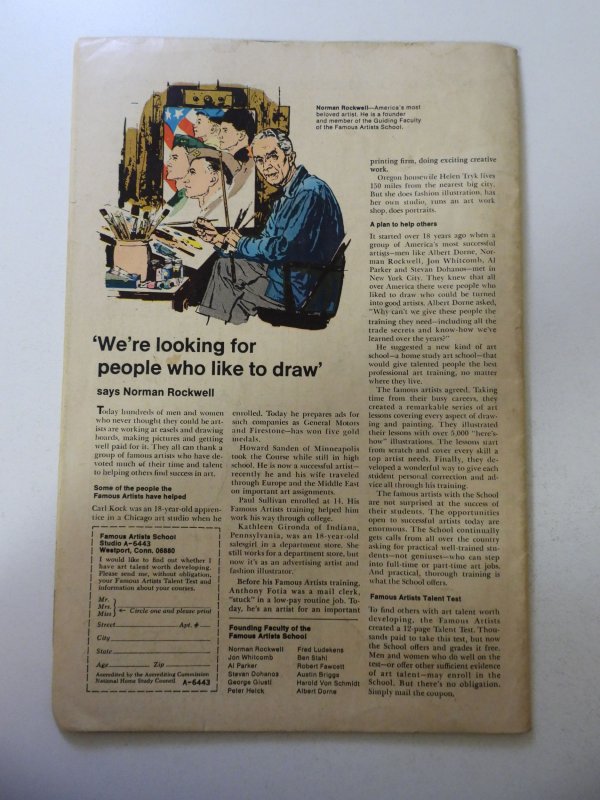 Norman Rockwell—America's most
beloved artist. He is a founder
and member of the Guiding Faculty
of the Famous Artists School.
'We're looking for
people who like to draw'
says Norman Rockwell
Today hundreds of men and women
who never thought they could be art-
ists are working at easels and drawing
boards, making pictures and getting
well paid for it. They all can thank a
group of famous artists who have de-
voted much of their time and talent
to helping others find success in art.
Some of the people the
Famous Artists have helped
Carl Kock was an 18-year-old appren-
tice in a Chicago art studio when he
Famous Artists School
Studio A-6443
Westport, Conn. 06880
I would like to find out whether I
have art talent worth developing.
Please send me, without obligation,
your Famous Artists Talent Test and
information about your courses.
Mr.
Mrs.
Miss
← Circle one and please print
Street Apt. #
City
State
Age Zip
Accredited by the Accrediting Commission
National Home Study Council A-6443
enrolled. Today he prepares ads for
such companies as General Motors
and Firestone—has won five gold
medals.
Howard Sanden of Minneapolis
took the Course while still in high
school. He is now a successful artist—
recently he and his wife traveled
through Europe and the Middle East
on important art assignments.
Paul Sullivan enrolled at 14. His
Famous Artists training helped him
work his way through college.
Kathleen Gironda of Indiana,
Pennsylvania, was an 18-year-old
salesgirl in a department store. She
still works for a department store, but
now it's as an advertising artist and
fashion illustrator.
Before his Famous Artists training,
Anthony Fotia was a mail clerk,
"stuck" in a low-pay routine job. To-
day, he's an artist for an important
Founding Faculty of the
Famous Artists School
Norman Rockwell
Jon Whitcomb
Al Parker
Stevan Dohanos
George Giusti
Peter Helck
Fred Ludekens
Ben Stahl
Robert Fawcett
Austin Briggs
Harold Von Schmidt
Albert Dorne
printing firm, doing exciting creative
work.
Oregon housewife Helen Tryk lives
150 miles from the nearest big city.
But she does fashion illustration, has
her own studio, runs an art work
shop, does portraits.
A plan to help others
It started over 18 years ago when a
group of America's most successful
artists—men like Albert Dorne, Nor-
man Rockwell, Jon Whitcomb, Al
Parker and Stevan Dohanos—met in
New York City. They knew that all
over America there were people who
liked to draw who could be turned
into good artists. Albert Dorne asked,
"Why can't we give these people the
training they need—including all the
trade secrets and know-how we've
learned over the years?"
He suggested a new kind of art
school—a home study art school—that
would give talented people the best
professional art training, no matter
where they live.
The famous artists agreed. Taking
time from their busy careers, they
created a remarkable series of art
lessons covering every aspect of draw-
ing and painting. They illustrated
their lessons with over 5,000 "here's-
how" illustrations. The lessons start
from scratch and cover every skill a
top artist needs. Finally, they de-
veloped a wonderful way to give each
student personal correction and ad-
vice all through his training.
The famous artists with the School
are not surprised at the success of
their students. The opportunities
open to successful artists today are
enormous. The School continually
gets calls from all over the country
asking for practical well-trained stu-
dents—not geniuses—who can step
into full-time or part-time art jobs.
And practical, thorough training is
what the School offers.
Famous Artists Talent Test
To find others with art talent worth
developing, the Famous Artists
created a 12-page Talent Test. Thou-
sands paid to take this test, but now
the School offers and grades it free.
Men and women who do well on the
test—or offer other sufficient evidence
of art talent—may enroll in the
School. But there's no obligation.
Simply mail the coupon.